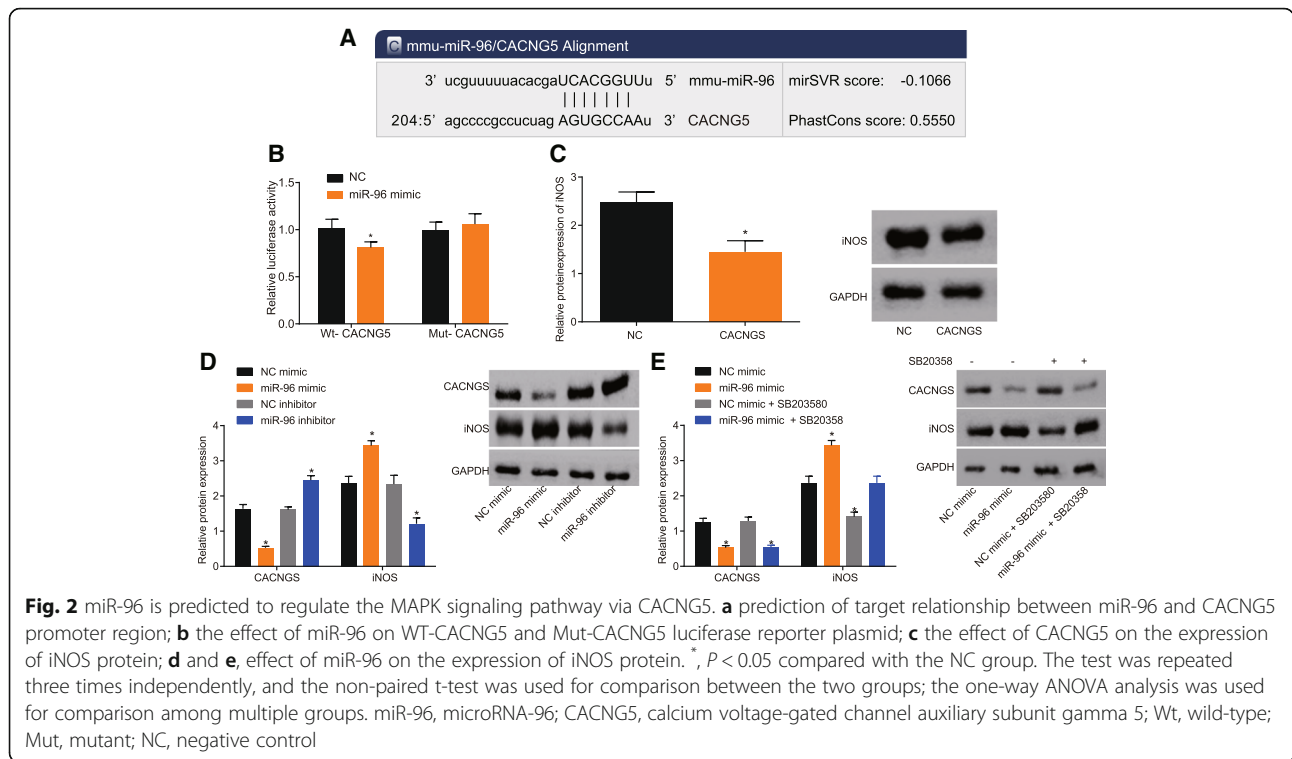 A
C mmu-miR-96/CACNG5 Alignment
3’ ucguuuuuacacgaUCACGGUUu 5’ mmu-miR-96 mirSVR score: -0.1066
| | | | | | |
204:5’ agccccgccucuag AGUGCCAAu 3’ CACNG5 PhastCons score: 0.5550
B
NC
miR-96 mimic
Relative luciferase activity
1.5
1.0
0.5
0.0
*
Wt- CACNG5 Mut- CACNG5
C
Relative proteinexpression of iNOS
3
2
1
0
*
NC CACNGS
iNOS
GAPDH
NC CACNGS
D
NC mimic
miR-96 mimic
NC inhibitor
miR-96 inhibitor
Relative protein expression
4
3
2
1
0
* * * *
CACNGS iNOS
CACNGS
iNOS
GAPDH
NC mimic miR-96 mimic NC inhibitor miR-96 inhibitor
E
NC mimic
miR-96 mimic
NC mimic + SB203580
miR-96 mimic + SB20358
Relative protein expression
4
3
2
1
0
* * * *
CACNGS iNOS
SB20358 - - + +
CACNGS
iNOS
GAPDH
NC mimic miR-96 mimic NC mimic + SB203580 miR-96 mimic + SB20358
Fig. 2 miR-96 is predicted to regulate the MAPK signaling pathway via CACNG5. a prediction of target relationship between miR-96 and CACNG5
promoter region; b the effect of miR-96 on WT-CACNG5 and Mut-CACNG5 luciferase reporter plasmid; c the effect of CACNG5 on the expression
of iNOS protein; d and e, effect of miR-96 on the expression of iNOS protein. *, P < 0.05 compared with the NC group. The test was repeated
three times independently, and the non-paired t-test was used for comparison between the two groups; the one-way ANOVA analysis was used
for comparison among multiple groups. miR-96, microRNA-96; CACNG5, calcium voltage-gated channel auxiliary subunit gamma 5; Wt, wild-type;
Mut, mutant; NC, negative control